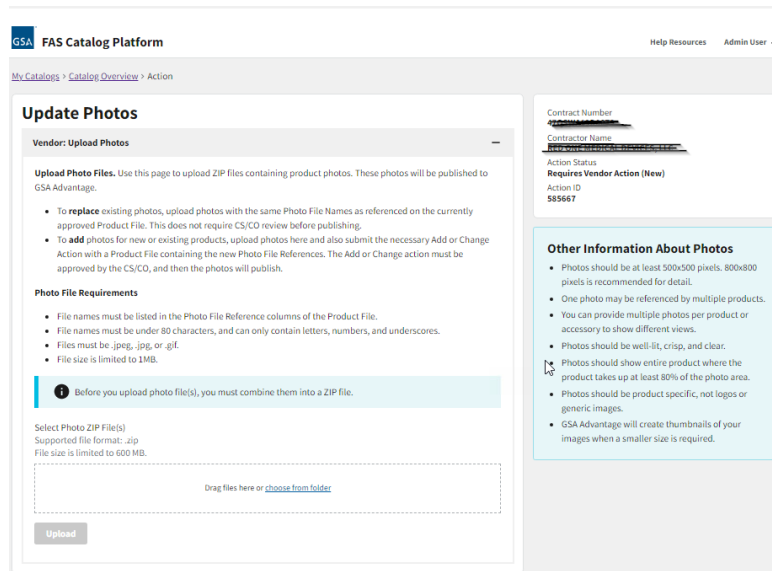 GSA FAS Catalog Platform
Help Resources Admin User
My Catalogs > Catalog Overview > Action
Update Photos
Vendor: Upload Photos
Upload Photo Files. Use this page to upload ZIP files containing product photos. These photos will be published to
GSA Advantage.
• To replace existing photos, upload photos with the same Photo File Names as referenced on the currently
approved Product File. This does not require CS/CO review before publishing.
• To add photos for new or existing products, upload photos here and also submit the necessary Add or Change
Action with a Product File containing the new Photo File References. The Add or Change action must be
approved by the CS/CO, and then the photos will publish.
Photo File Requirements
• File names must be listed in the Photo File Reference columns of the Product File.
• File names must be under 80 characters, and can only contain letters, numbers, and underscores.
• Files must be .jpeg, .jpg, or .gif.
• File size is limited to 1MB.
Before you upload photo file(s), you must combine them into a ZIP file.
Select Photo ZIP File(s)
Supported file format: .zip
File size is limited to 600 MB.
Drag files here or choose from folder
Upload
Contract Number
Contractor Name
Action Status
Requires Vendor Action (New)
Action ID
585667
Other Information About Photos
• Photos should be at least 500x500 pixels. 800x800
pixels is recommended for detail.
• One photo may be referenced by multiple products.
• You can provide multiple photos per product or
accessory to show different views.
• Photos should be well-lit, crisp, and clear.
• Photos should show entire product where the
product takes up at least 80% of the photo area.
• Photos should be product specific, not logos or
generic images.
• GSA Advantage will create thumbnails of your
images when a smaller size is required.